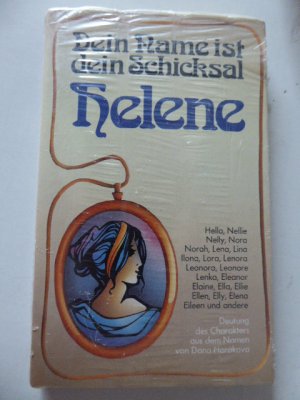 Dein Name ist
dein Schicksal
Helene
Hella, Nellie
Nelly, Nora
Norah, Lena, Lina
Ilona, Lora, Lenora
Leanora, Leonore
Lenka, Eleanor
Elaine, Ella, Ellie
Ellen, Elly, Elena
Eileen und andere
Deutung
des Charakters
aus dem Namen
von Dana Horakova